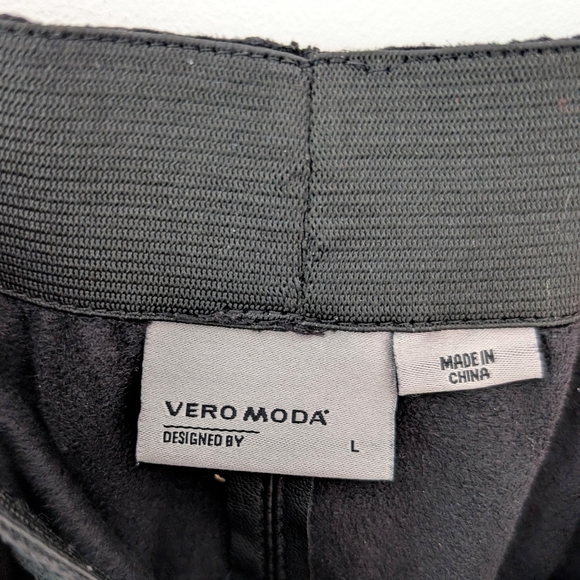 VERO MODA
DESIGNED BY
L
MADE IN
CHINA